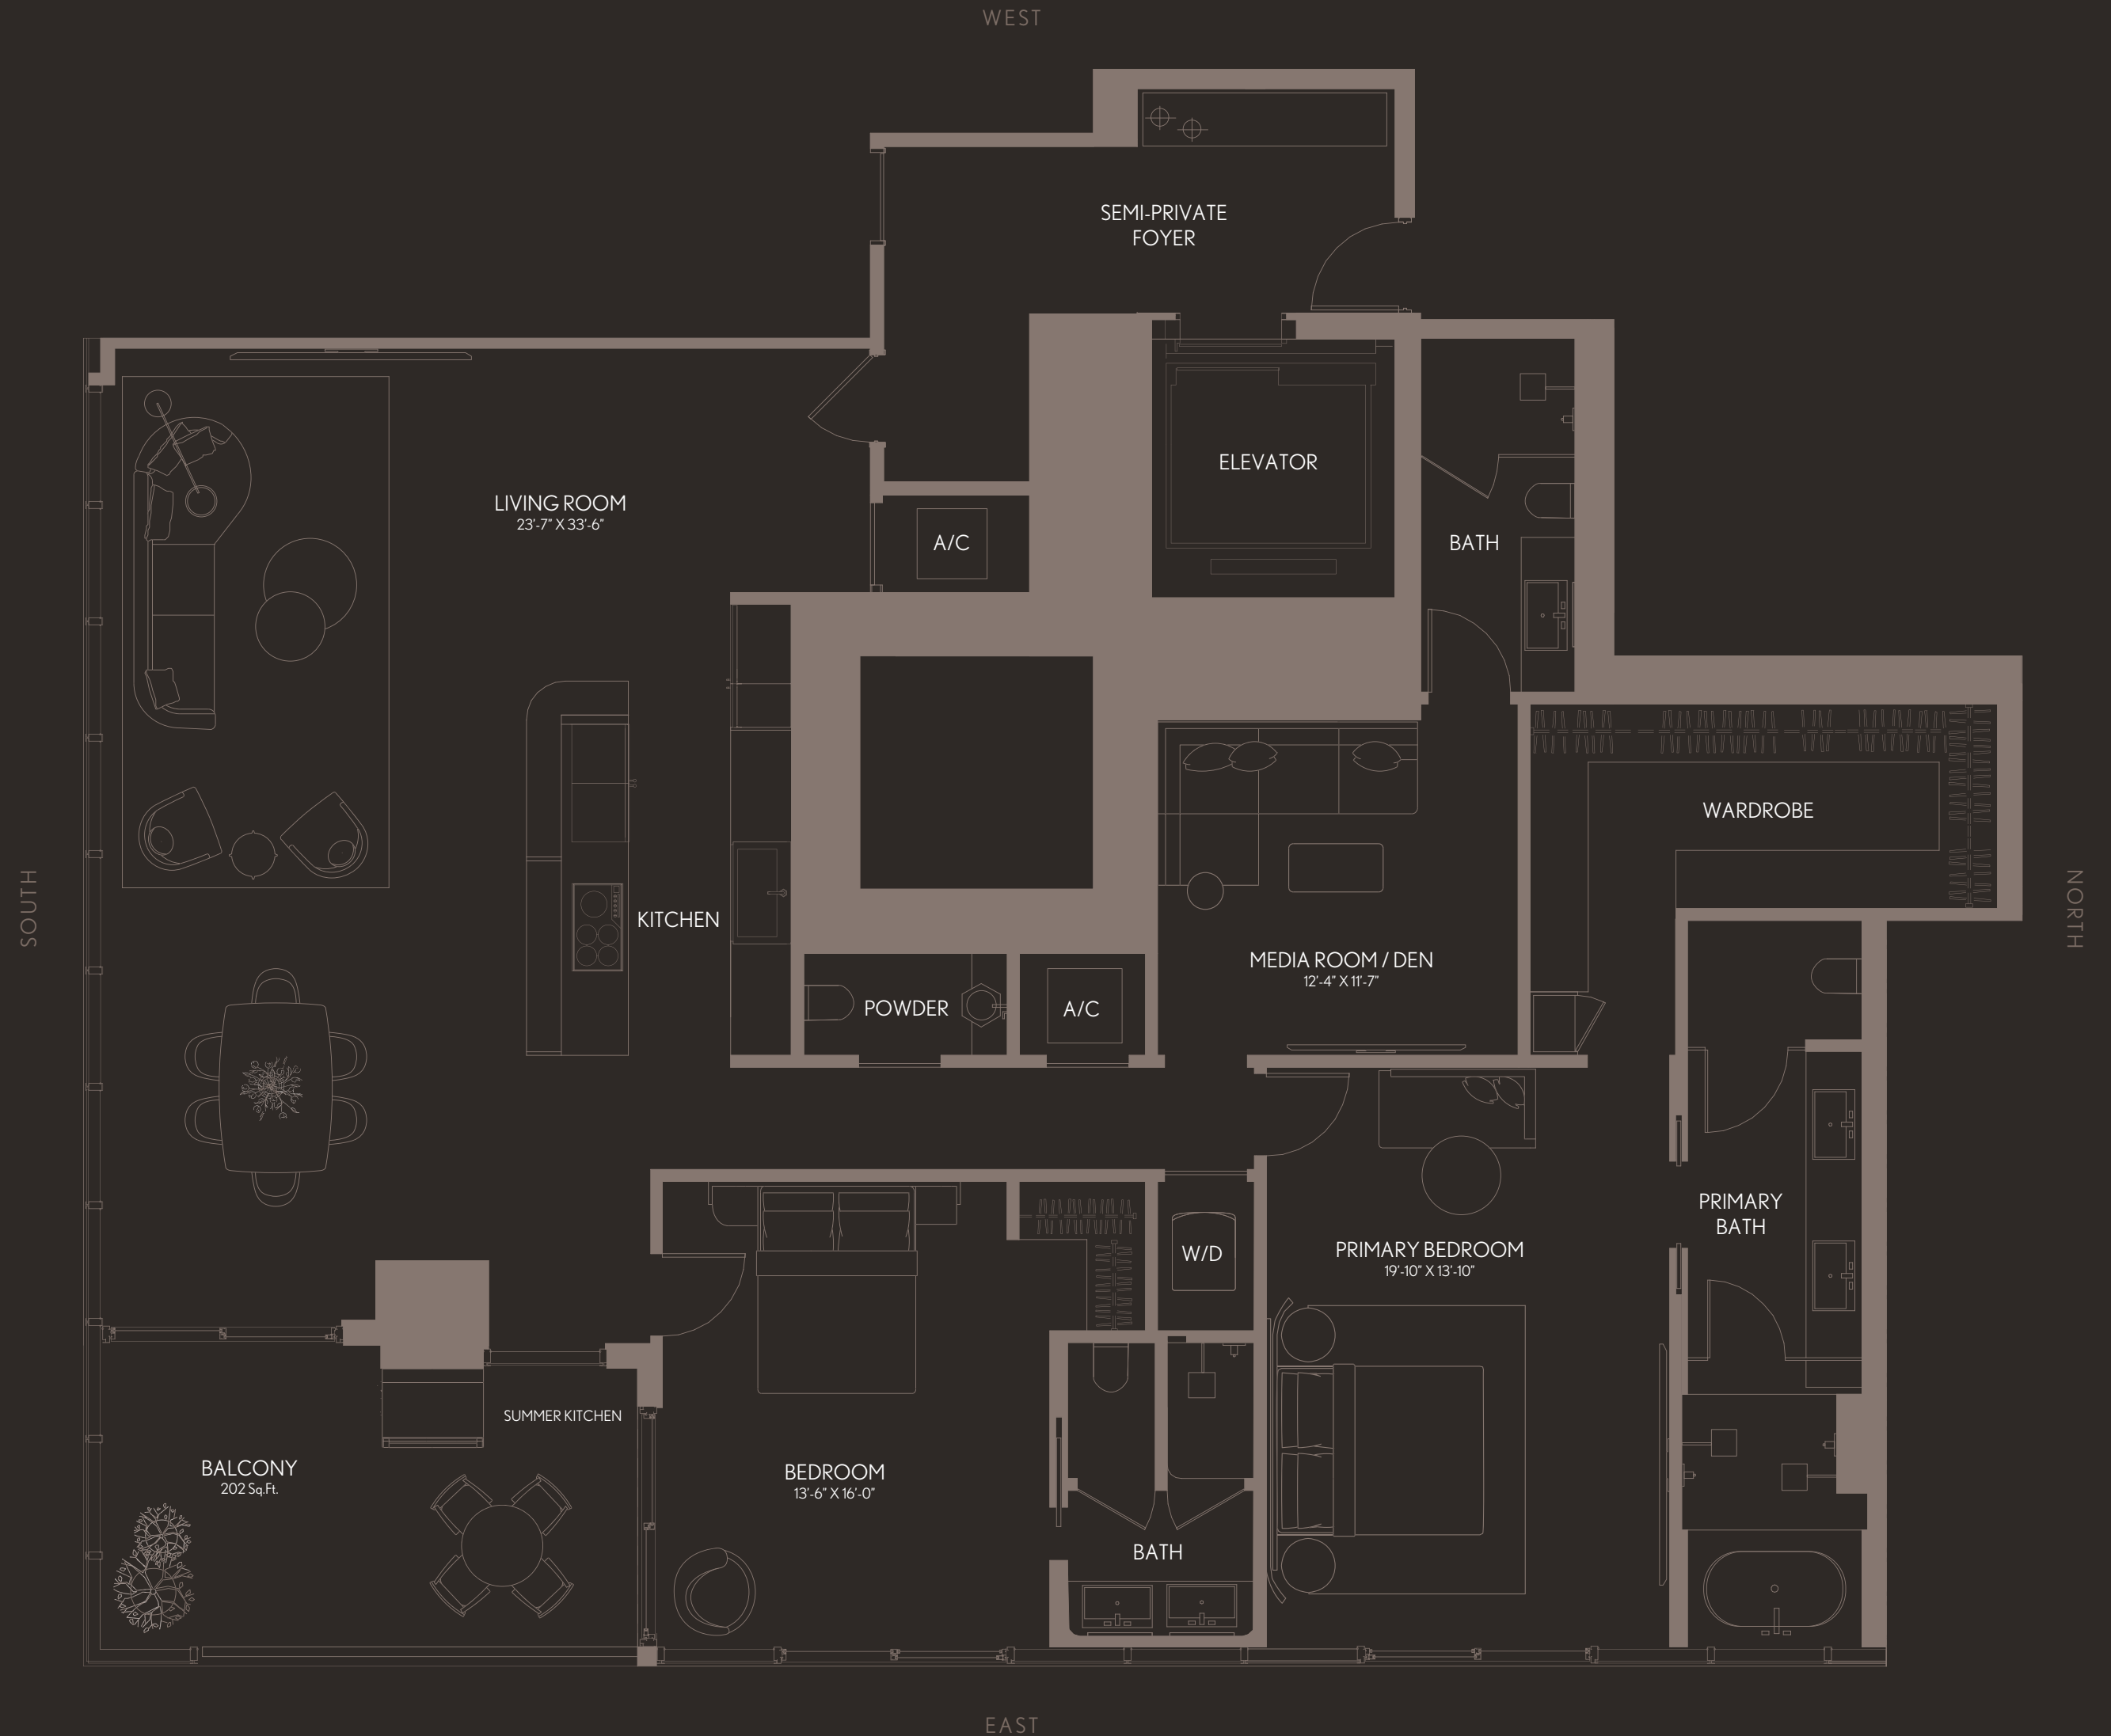 WEST
SEMI-PRIVATE
FOYER
ELEVATOR
LIVING ROOM
23'-7" X 33'-6"
A/C
BATH
WARDROBE
SOUTH
NORTH
KITCHEN
MEDIA ROOM / DEN
12'-4" X 11'-7"
POWDER
A/C
PRIMARY
BATH
W/D
PRIMARY BEDROOM
19'-10" X 13'-10"
SUMMER KITCHEN
BALCONY
202 Sq.Ft.
BEDROOM
13'-6" X 16'-0"
BATH
EAST